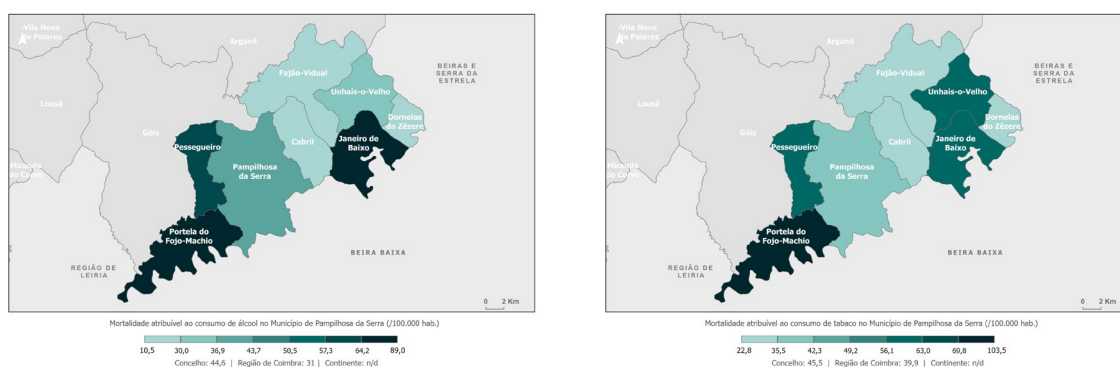 Vila Nova
de Poiares
Arganil
BEIRAS E
SERRA DA
ESTRELA
Fajão-Vidual
Unhais-o-Velho
Lousã
Dornelas
do Zêzere
Góis
Pessegueiro
Cabril
Janeiro de
Baixo
Miranda
do Corvo
Pampilhosa
da Serra
Portela do
Fojo-Machio
BEIRA BAIXA
REGIÃO DE
LEIRIA
0 2 Km
Mortalidade atribuível ao consumo de álcool no Município de Pampilhosa da Serra (/100.000 hab.)
10,5 30,0 36,9 43,7 50,5 57,3 64,2 89,0
Concelho: 44,6 | Região de Coimbra: 31 | Continente: n/d
Vila Nova
de Poiares
Arganil
BEIRAS E
SERRA DA
ESTRELA
Fajão-Vidual
Unhais-o-Velho
Lousã
Dornelas
do Zêzere
Góis
Pessegueiro
Cabril
Janeiro de
Baixo
Miranda
do Corvo
Pampilhosa
da Serra
Portela do
Fojo-Machio
BEIRA BAIXA
REGIÃO DE
LEIRIA
0 2 Km
Mortalidade atribuível ao consumo de tabaco no Município de Pampilhosa da Serra (/100.000 hab.)
22,8 35,5 42,3 49,2 56,1 63,0 69,8 103,5
Concelho: 45,5 | Região de Coimbra: 39,9 | Continente: n/d